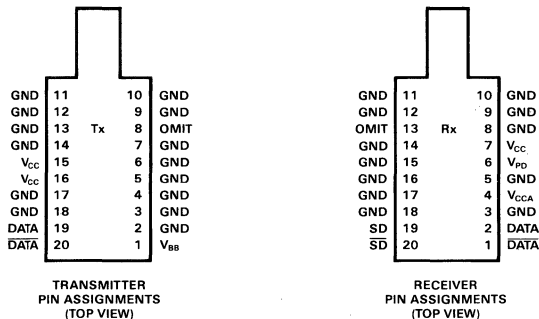 GND 11 10 GND GND 11 10 GND
GND 12 9 GND GND 12 9 GND
GND 13 Tx 8 OMIT OMIT 13 Rx 8 GND
GND 14 7 GND GND 14 7 VCC
VCC 15 6 GND GND 15 6 VPD
VCC 16 5 GND GND 16 5 GND
GND 17 4 GND GND 17 4 VCCA
GND 18 3 GND GND 18 3 GND
DATA 19 2 GND SD 19 2 DATA
DATA 20 1 VBB SD 20 1 DATA
TRANSMITTER RECEIVER
PIN ASSIGNMENTS PIN ASSIGNMENTS
(TOP VIEW) (TOP VIEW)